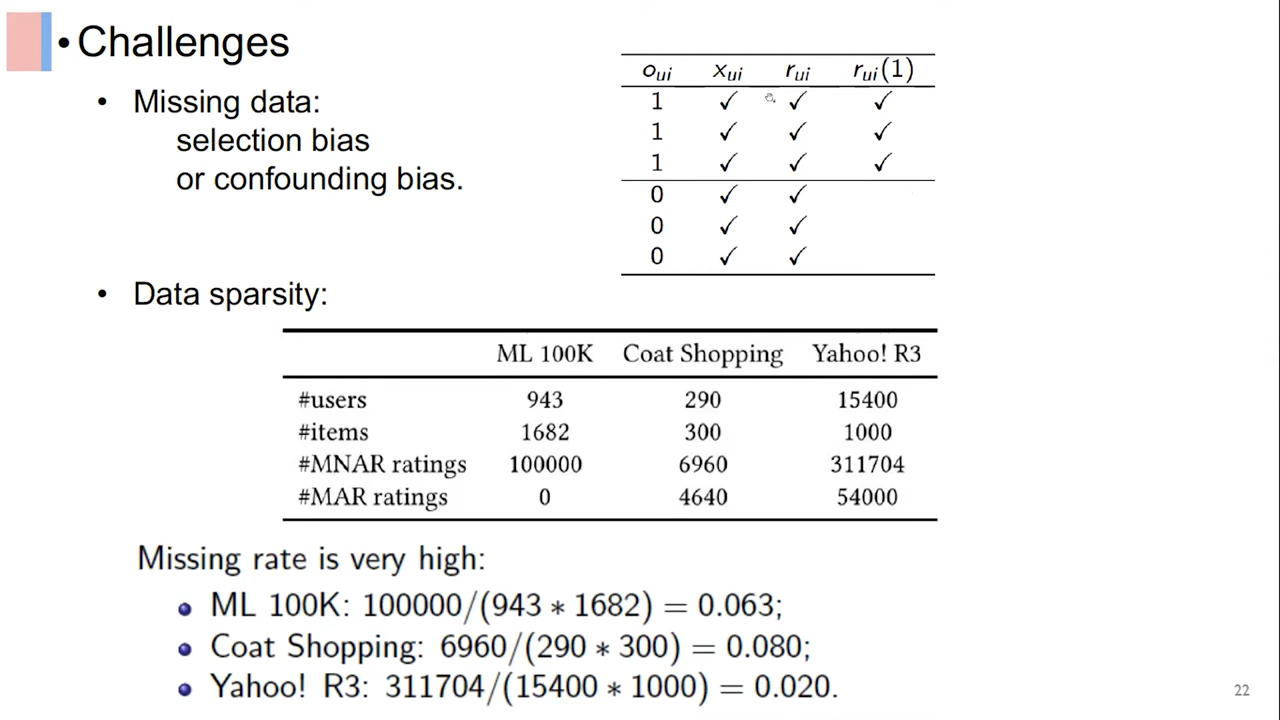 • Challenges
• Missing data:
selection bias
or confounding bias.
o_ui x_ui r_ui r_ui(1)
1 ✓ ✓ ✓
1 ✓ ✓ ✓
1 ✓ ✓ ✓
0 ✓ ✓
0 ✓ ✓
0 ✓ ✓
• Data sparsity:
ML 100K Coat Shopping Yahoo! R3
#users 943 290 15400
#items 1682 300 1000
#MNAR ratings 100000 6960 311704
#MAR ratings 0 4640 54000
Missing rate is very high:
• ML 100K: 100000/(943 ∗ 1682) = 0.063;
• Coat Shopping: 6960/(290 ∗ 300) = 0.080;
• Yahoo! R3: 311704/(15400 ∗ 1000) = 0.020.
22